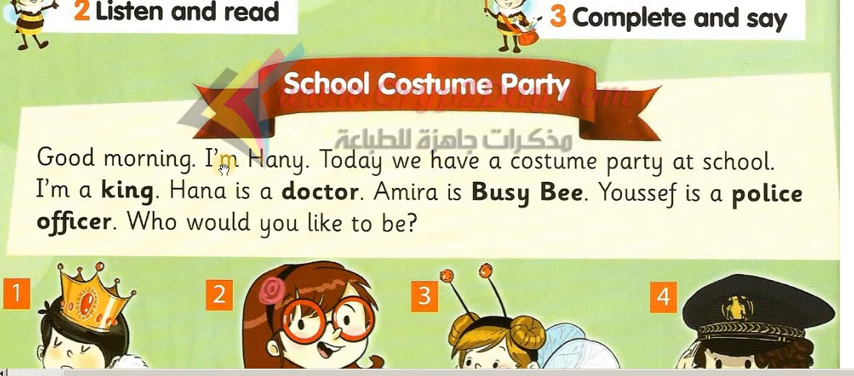 2 Listen and read
3 Complete and say
School Costume Party
مذكرات جاهزة للطباعة
Good morning. I'm Hany. Today we have a costume party at school.
I'm a king. Hana is a doctor. Amira is Busy Bee. Youssef is a police
officer. Who would you like to be?
1
2
3
4